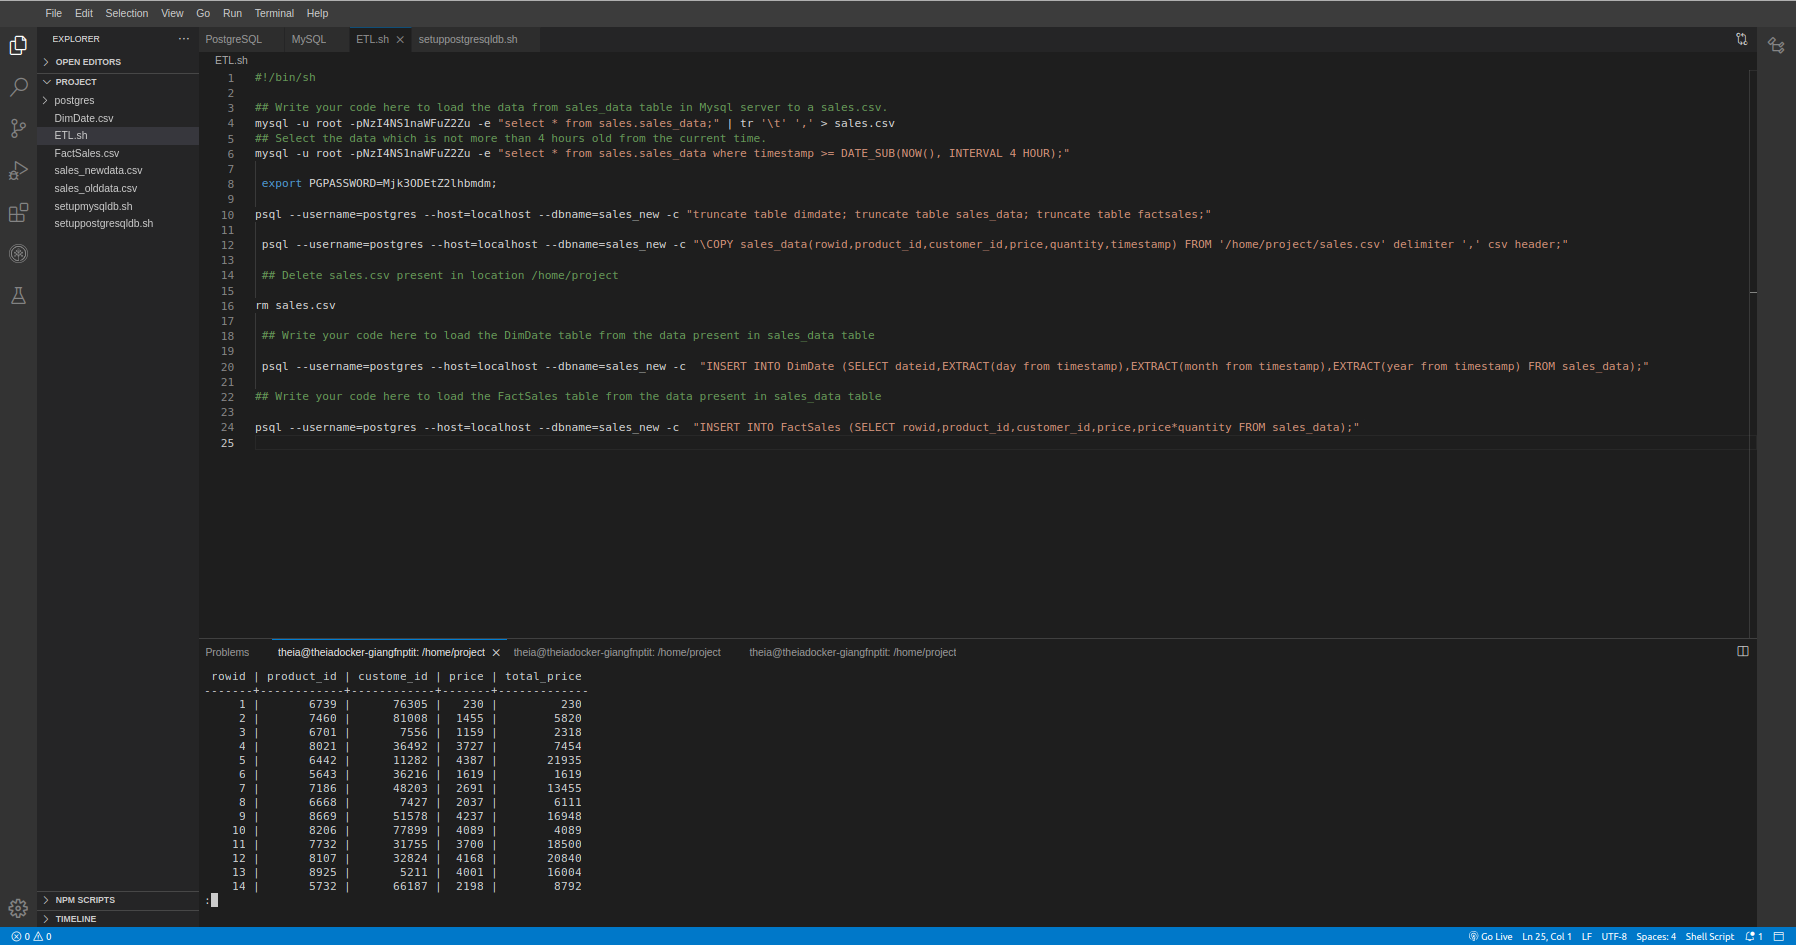 File Edit Selection View Go Run Terminal Help
EXPLORER ...
OPEN EDITORS
PROJECT
postgres
DimDate.csv
ETL.sh
FactSales.csv
sales_newdata.csv
sales_olddata.csv
setupmysqldb.sh
setuppostgresqldb.sh
NPM SCRIPTS
TIMELINE
PostgreSQL MySQL ETL.sh setuppostgresqldb.sh
ETL.sh
1 #!/bin/sh
2
3 ## Write your code here to load the data from sales_data table in Mysql server to a sales.csv.
4 mysql -u root -pNzI4NS1naWFuZ2Zu -e "select * from sales.sales_data;" | tr '\t' ',' > sales.csv
5 ## Select the data which is not more than 4 hours old from the current time.
6 mysql -u root -pNzI4NS1naWFuZ2Zu -e "select * from sales.sales_data where timestamp >= DATE_SUB(NOW(), INTERVAL 4 HOUR);"
7
8 export PGPASSWORD=Mjk3ODEtZ2lhbmdm;
9
10 psql --username=postgres --host=localhost --dbname=sales_new -c "truncate table dimdate; truncate table sales_data; truncate table factsales;"
11
12 psql --username=postgres --host=localhost --dbname=sales_new -c "\COPY sales_data(rowid,product_id,customer_id,price,quantity,timestamp) FROM '/home/project/sales.csv' delimiter ',' csv header;"
13
14 ## Delete sales.csv present in location /home/project
15
16 rm sales.csv
17
18 ## Write your code here to load the DimDate table from the data present in sales_data table
19
20 psql --username=postgres --host=localhost --dbname=sales_new -c  "INSERT INTO DimDate (SELECT dateid,EXTRACT(day from timestamp),EXTRACT(month from timestamp),EXTRACT(year from timestamp) FROM sales_data);"
21
22 ## Write your code here to load the FactSales table from the data present in sales_data table
23
24 psql --username=postgres --host=localhost --dbname=sales_new -c  "INSERT INTO FactSales (SELECT rowid,product_id,customer_id,price,price*quantity FROM sales_data);"
25
Problems theia@theiadocker-giangfnptit: /home/project theia@theiadocker-giangfnptit: /home/project theia@theiadocker-giangfnptit: /home/project
rowid | product_id | custome_id | price | total_price
-------+------------+------------+-------+-------------
1 | 6739 | 76305 | 230 | 230
2 | 7460 | 81008 | 1455 | 5820
3 | 6701 | 7556 | 1159 | 2318
4 | 8021 | 36492 | 3727 | 7454
5 | 6442 | 11282 | 4387 | 21935
6 | 5643 | 36216 | 1619 | 1619
7 | 7186 | 48203 | 2691 | 13455
8 | 6668 | 7427 | 2037 | 6111
9 | 8669 | 51578 | 4237 | 16948
10 | 8206 | 77899 | 4089 | 4089
11 | 7732 | 31755 | 3700 | 18500
12 | 8107 | 32824 | 4168 | 20840
13 | 8925 | 5211 | 4001 | 16004
14 | 5732 | 66187 | 2198 | 8792
:
0 0 Go Live Ln 25, Col 1 LF UTF-8 Spaces: 4 Shell Script 1